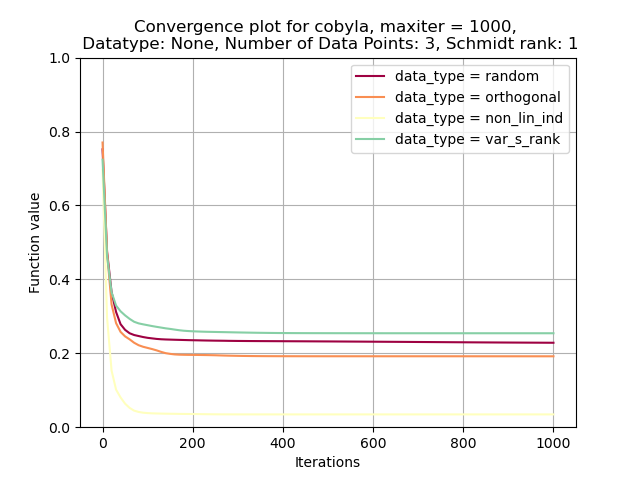 Convergence plot for cobyla, maxiter = 1000,
Datatype: None, Number of Data Points: 3, Schmidt rank: 1
1.0
0.8
0.6
0.4
0.2
0.0
Function value
data_type = random
data_type = orthogonal
data_type = non_lin_ind
data_type = var_s_rank
0 200 400 600 800 1000
Iterations